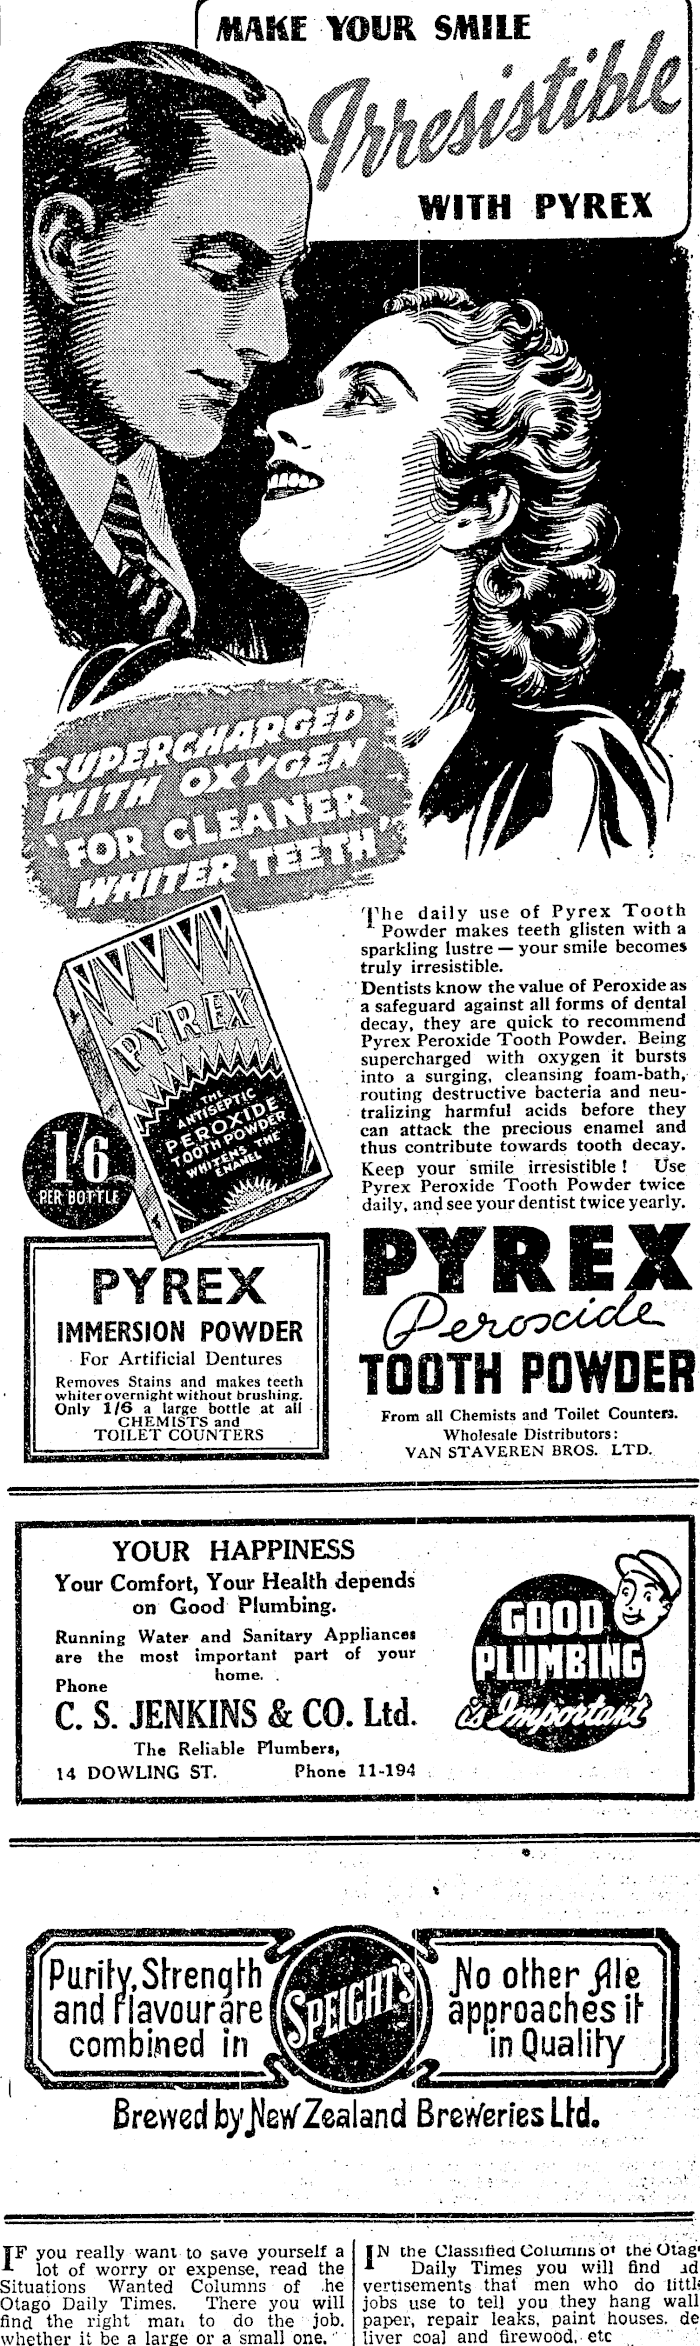 MAKE YOUR SMILE
Irresistible
WITH PYREX
SUPERCHARGED
WITH OXYGEN
'FOR CLEANER
WHITER TEETH'
PYREX
THE
ANTISEPTIC
PEROXIDE
TOOTH POWDER
WHITENS THE
ENAMEL
1/6
PER BOTTLE
The daily use of Pyrex Tooth
Powder makes teeth glisten with a
sparkling lustre — your smile becomes
truly irresistible.
Dentists know the value of Peroxide as
a safeguard against all forms of dental
decay, they are quick to recommend
Pyrex Peroxide Tooth Powder. Being
supercharged with oxygen it bursts
into a surging, cleansing foam-bath,
routing destructive bacteria and neu-
tralizing harmful acids before they
can attack the precious enamel and
thus contribute towards tooth decay.
Keep your smile irresistible! Use
Pyrex Peroxide Tooth Powder twice
daily, and see your dentist twice yearly.
PYREX
IMMERSION POWDER
For Artificial Dentures
Removes Stains and makes teeth
whiter overnight without brushing.
Only 1/6 a large bottle at all
CHEMISTS and
TOILET COUNTERS
PYREX
Peroxide
TOOTH POWDER
From all Chemists and Toilet Counters.
Wholesale Distributors:
VAN STAVEREN BROS. LTD.
YOUR HAPPINESS
Your Comfort, Your Health depends
on Good Plumbing.
Running Water and Sanitary Appliances
are the most important part of your
home.
Phone
C. S. JENKINS & CO. Ltd.
The Reliable Plumbers,
14 DOWLING ST. Phone 11-194
GOOD
PLUMBING
is Important
Purity, Strength
and flavour are
combined in
SPEIGHT'S
No other Ale
approaches it
in Quality
Brewed by New Zealand Breweries Ltd.
IF you really want to save yourself a
lot of worry or expense, read the
Situations Wanted Columns of he
Otago Daily Times. There you will
find the right man to do the job.
whether it be a large or a small one.
IN the Classified Columns of the Otag
Daily Times you will find ad
vertisements that men who do littl
jobs use to tell you they hang wall
paper, repair leaks, paint houses. de
liver coal and firewood, etc